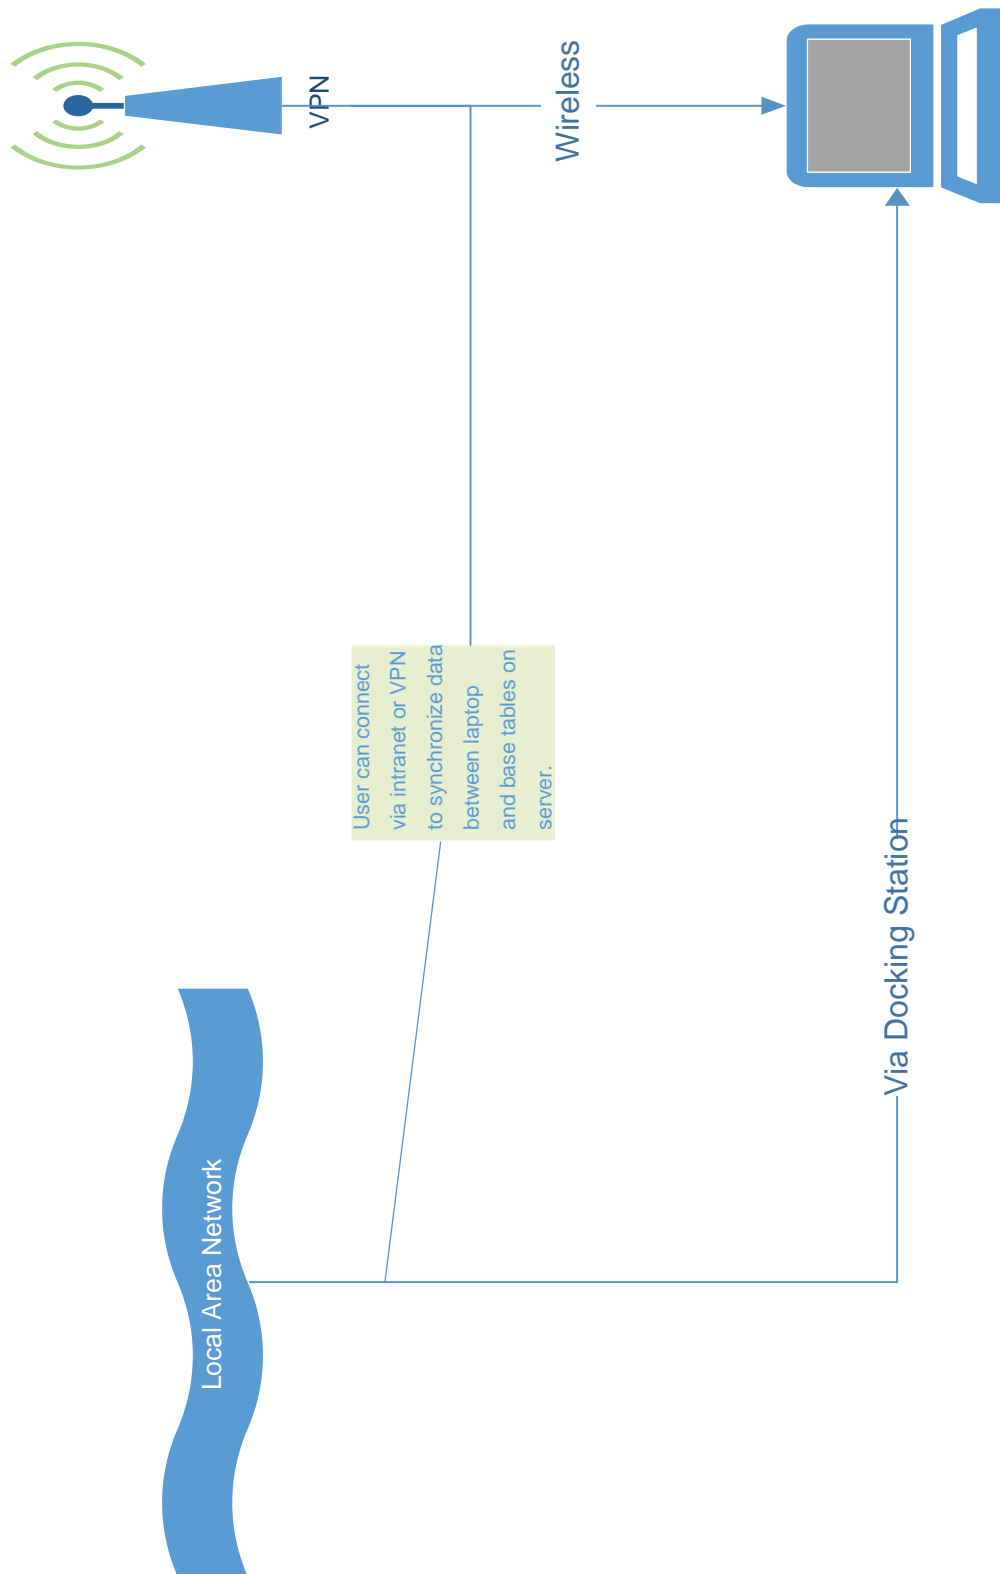 VPN
Wireless
User can connect
via intranet or VPN
to synchronize data
between laptop
and base tables on
server.
Via Docking Station
Local Area Network